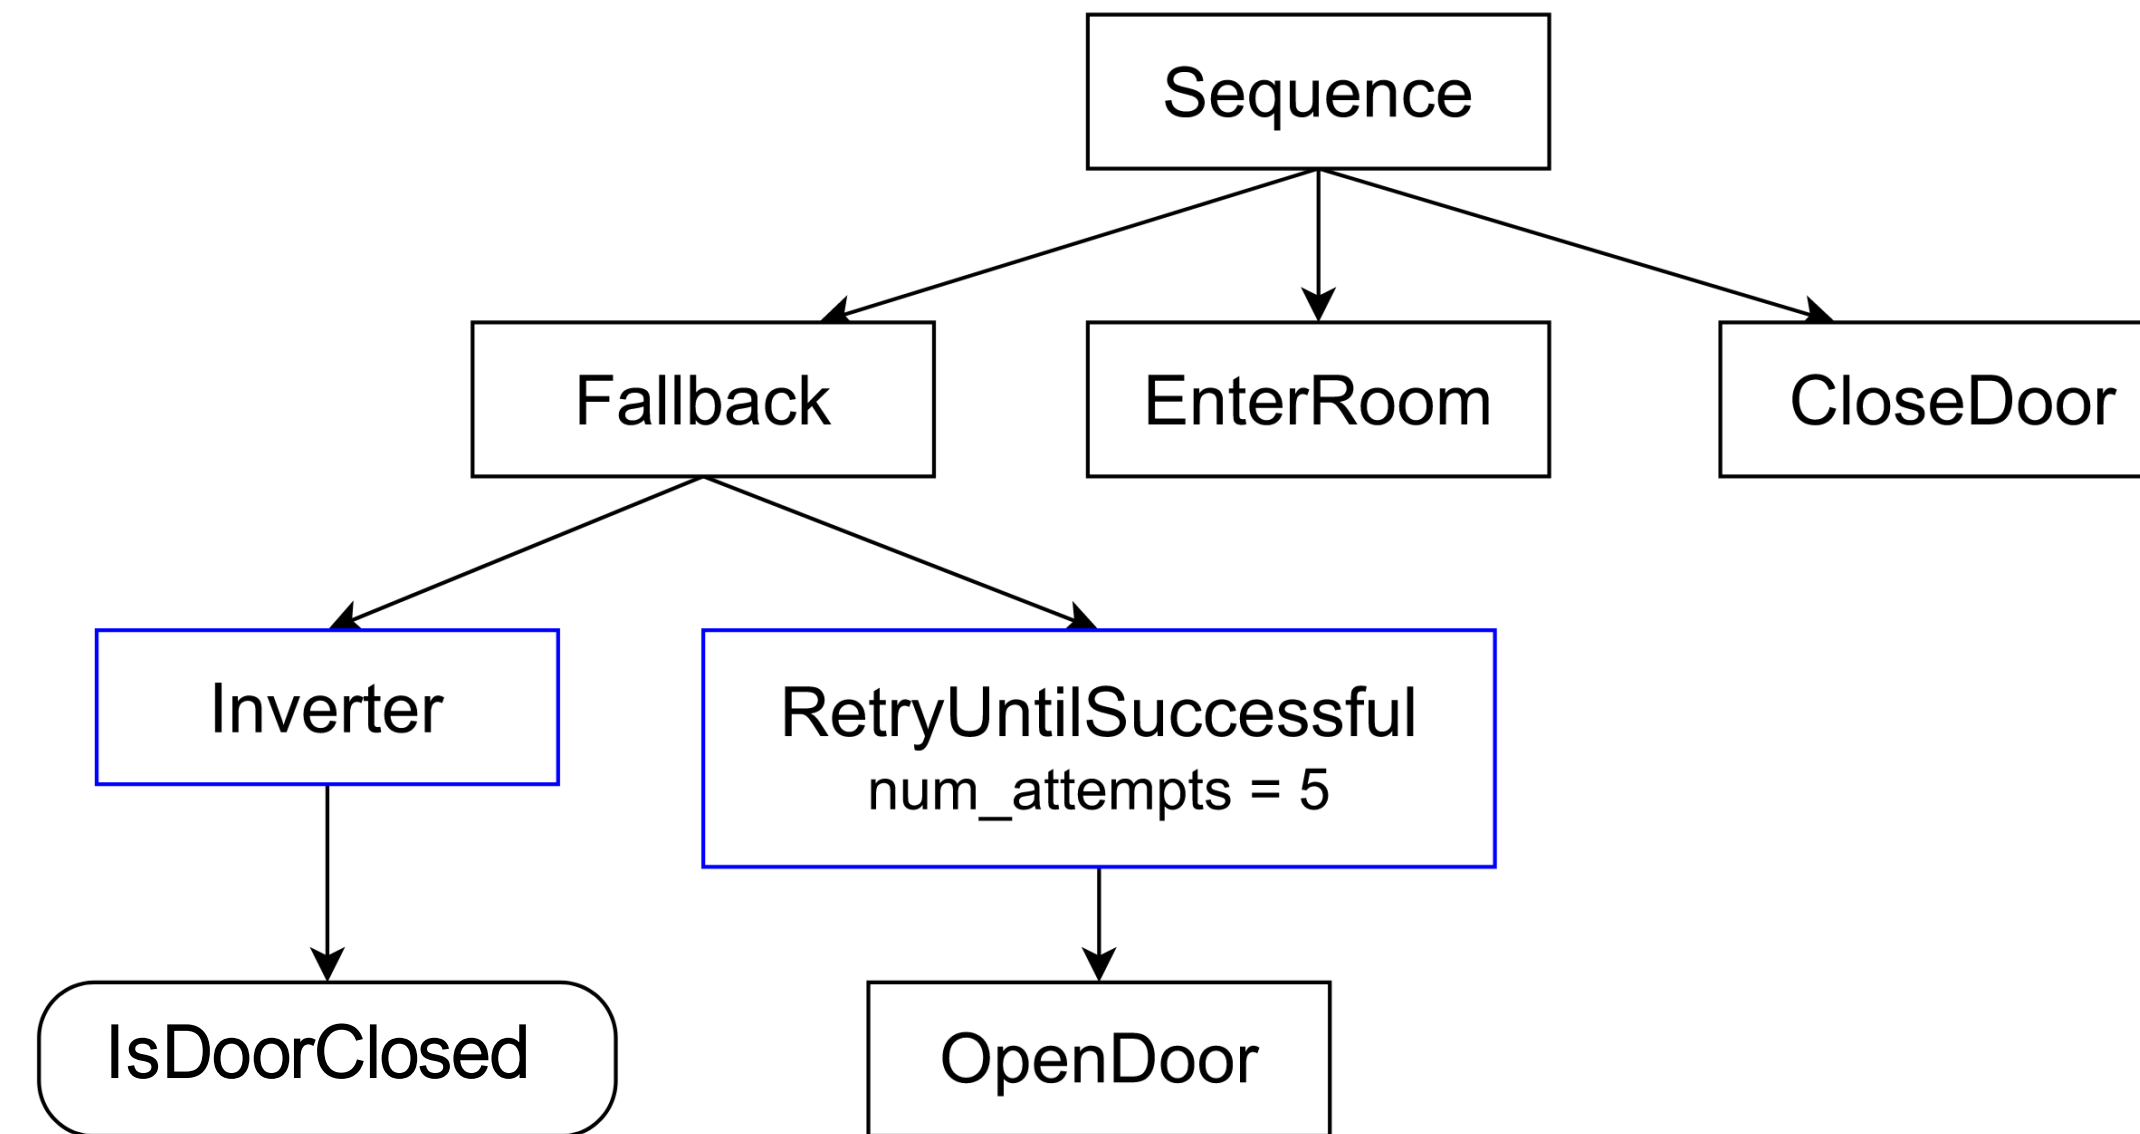 Sequence
Fallback
EnterRoom
CloseDoor
Inverter
RetryUntilSuccessful
num_attempts = 5
IsDoorClosed
OpenDoor